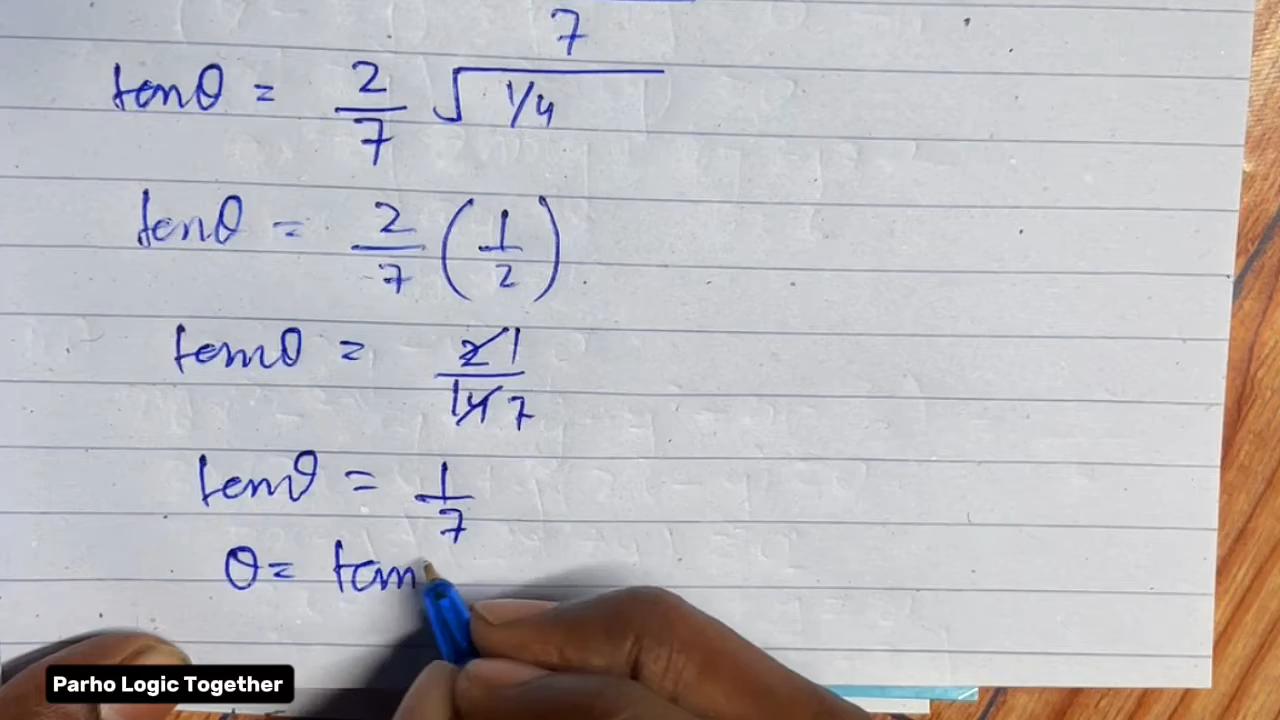 7
tanθ = 2/7 √1/4
tanθ = 2/7 (1/2)
tanθ = 2 1/14 7
tanθ = 1/7
θ = tan
Parho Logic Together